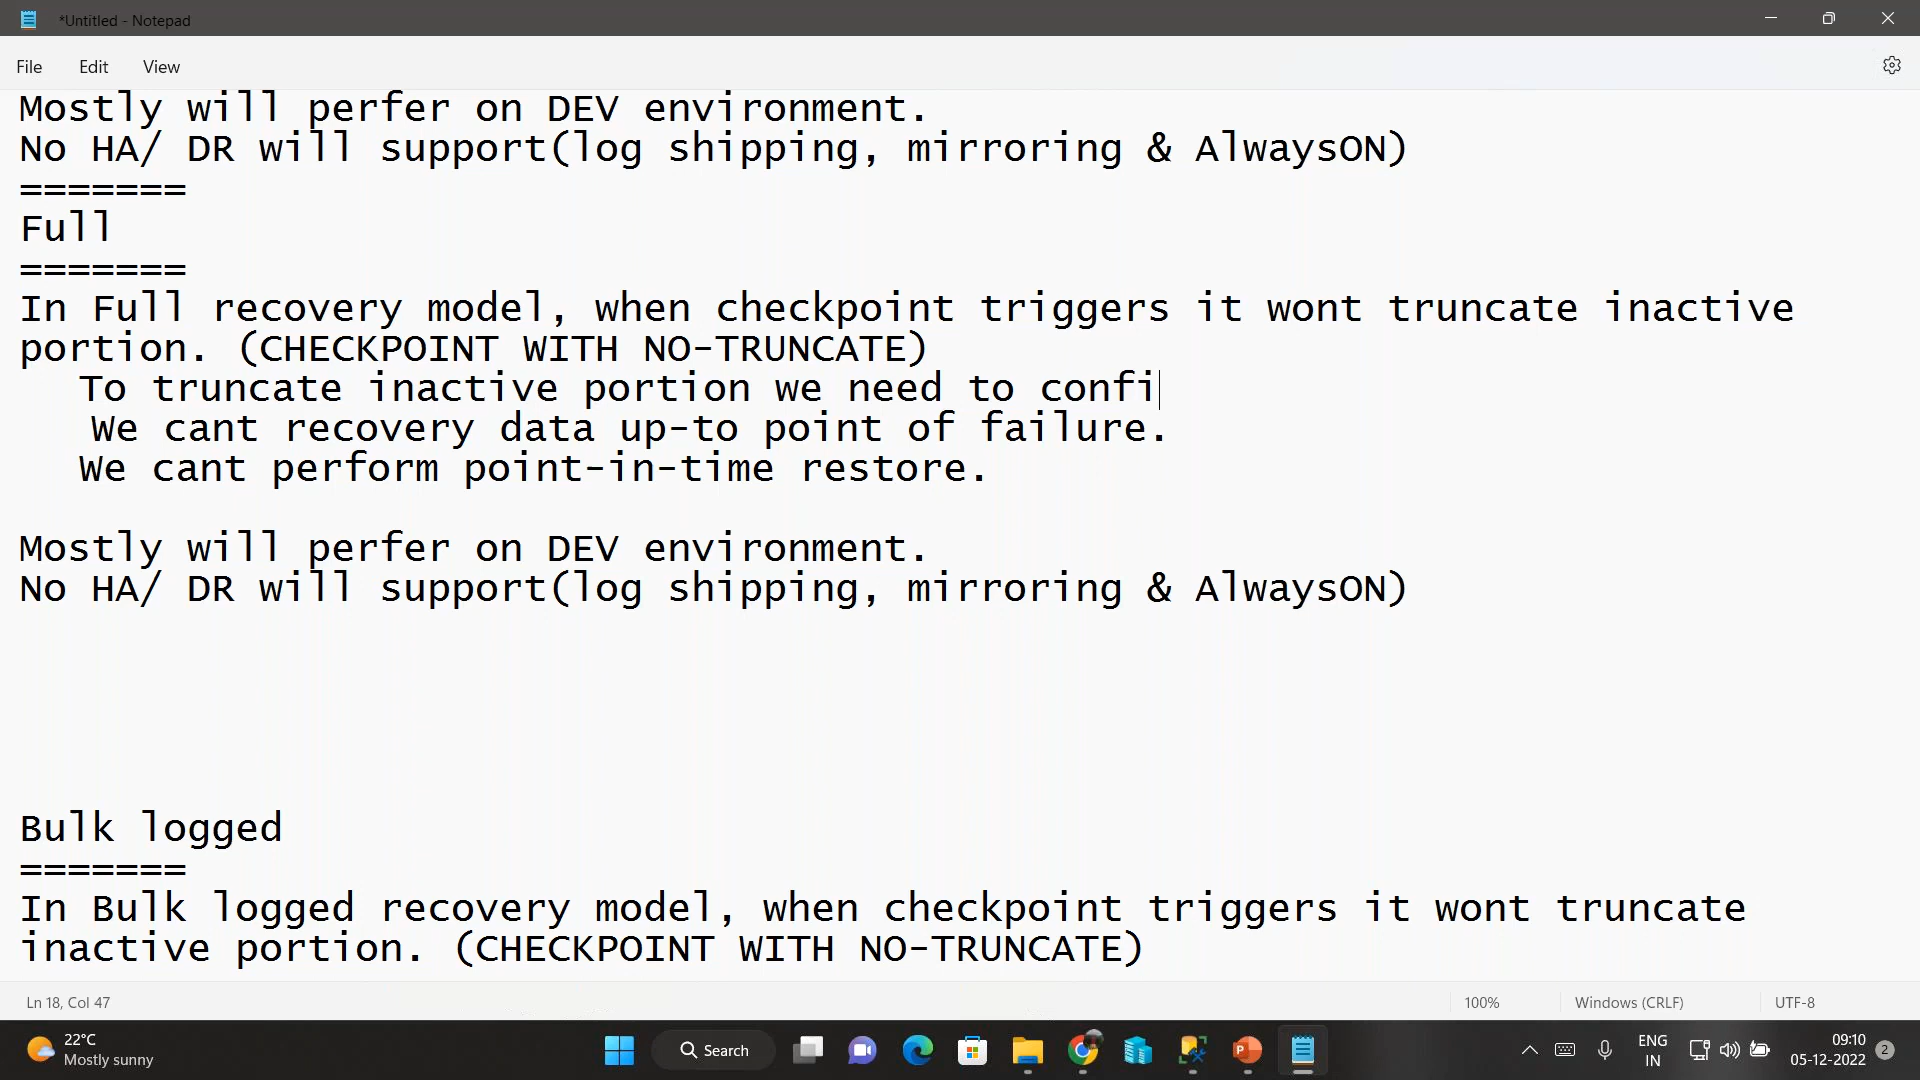 *Untitled - Notepad
File Edit View
Mostly will perfer on DEV environment.
No HA/ DR will support(log shipping, mirroring & AlwaysON)
=======
Full
=======
In Full recovery model, when checkpoint triggers it wont truncate inactive
portion. (CHECKPOINT WITH NO-TRUNCATE)
To truncate inactive portion we need to confi
We cant recovery data up-to point of failure.
We cant perform point-in-time restore.
Mostly will perfer on DEV environment.
No HA/ DR will support(log shipping, mirroring & AlwaysON)
Bulk logged
=======
In Bulk logged recovery model, when checkpoint triggers it wont truncate
inactive portion. (CHECKPOINT WITH NO-TRUNCATE)
Ln 18, Col 47 100% Windows (CRLF) UTF-8
22°C
Mostly sunny
Search
ENG
IN
09:10
05-12-2022
2